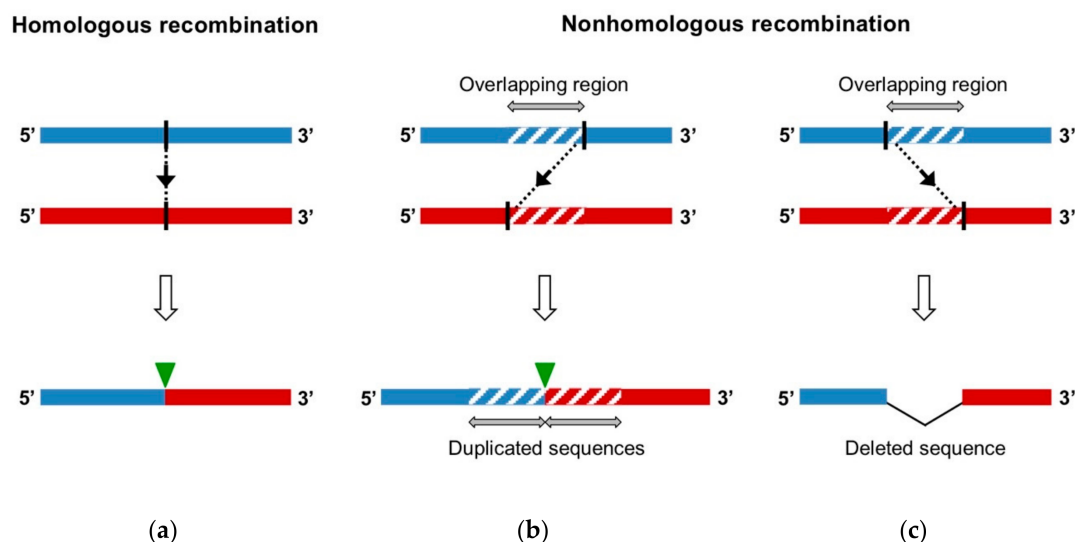 Homologous recombination
Nonhomologous recombination
Overlapping region
Overlapping region
5’ 3’ 5’ 3’ 5’ 3’
5’ 3’ 5’ 3’ 5’ 3’
5’ 3’ 5’ 3’ 5’ 3’
Duplicated sequences
Deleted sequence
(a) (b) (c)